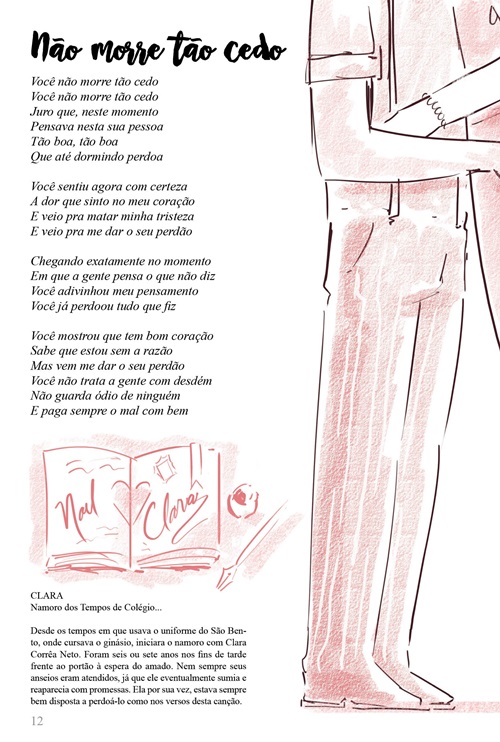 Não morre tão cedo
Você não morre tão cedo
Você não morre tão cedo
Juro que, neste momento
Pensava nesta sua pessoa
Tão boa, tão boa
Que até dormindo perdoa
Você sentiu agora com certeza
A dor que sinto no meu coração
E veio pra matar minha tristeza
E veio pra me dar o seu perdão
Chegando exatamente no momento
Em que a gente pensa o que não diz
Você adivinhou meu pensamento
Você já perdoou tudo que fiz
Você mostrou que tem bom coração
Sabe que estou sem a razão
Mas vem me dar o seu perdão
Você não trata a gente com desdém
Não guarda ódio de ninguém
E paga sempre o mal com bem
Noel
Clara
CLARA
Namoro dos Tempos de Colégio...
Desde os tempos em que usava o uniforme do São Ben-
to, onde cursava o ginásio, iniciara o namoro com Clara
Corrêa Neto. Foram seis ou sete anos nos fins de tarde
frente ao portão à espera do amado. Nem sempre seus
anseios eram atendidos, já que ele eventualmente sumia e
reaparecia com promessas. Ela por sua vez, estava sempre
bem disposta a perdoá-lo como nos versos desta canção.
12